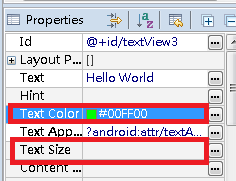 Properties
Id @+id/textView3 ...
Layout P... [] ...
Text Hello World ...
Hint ...
Text Color #00FF00 ...
Text App... ?android:attr/textA... ...
Text Size ...
Content ... ...